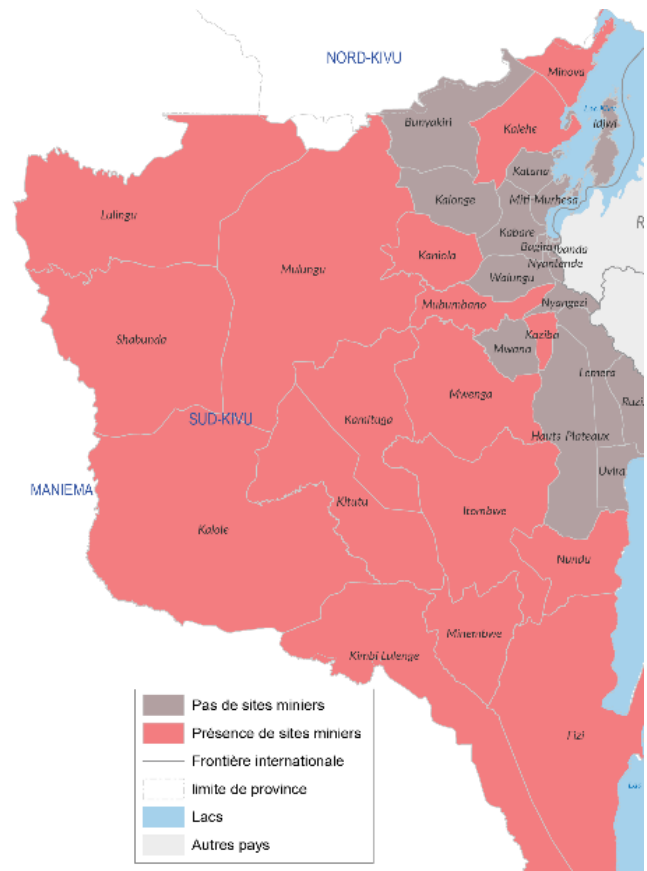 NORD-KIVU
Minova
Bunyakiri
Kalehe
Idjwi
Katana
Lulingu
Kalonge
Miti-Murhesa
Kabare
Kaniola
Mulungu
Walungu
Nyantende
Mubumbano
Nyangezi
Shabunda
Kaziba
Mwana
Lemera
Mwenga
Ruzi
SUD-KIVU
Kamituga
Hauts-Plateaux
Uvira
MANIEMA
Kitutu
Itombwe
Kalole
Nundu
Minembwe
Kimbi Lulenge
Fizi
Pas de sites miniers
Présence de sites miniers
Frontière internationale
limite de province
Lacs
Autres pays